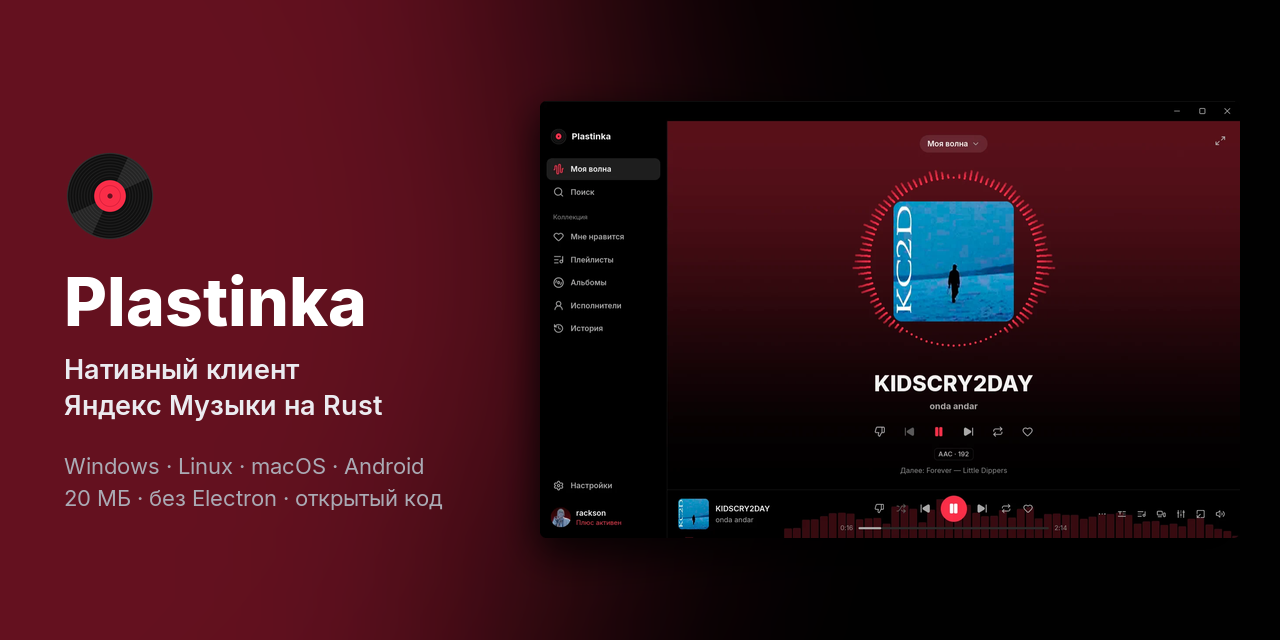 Plastinka
Нативный клиент
Яндекс Музыки на Rust
Windows · Linux · macOS · Android
20 МБ · без Electron · открытый код
Plastinka
Моя волна
Поиск
Коллекция
Мне нравится
Плейлисты
Альбомы
Исполнители
История
Настройки
rackson
Плюс активен
Моя волна
KC2D
KIDSCRY2DAY
onda andar
AAC · 192
Далее: Forever — Little Dippers
KC2D
KIDSCRY2DAY
onda andar
0:16
2:14